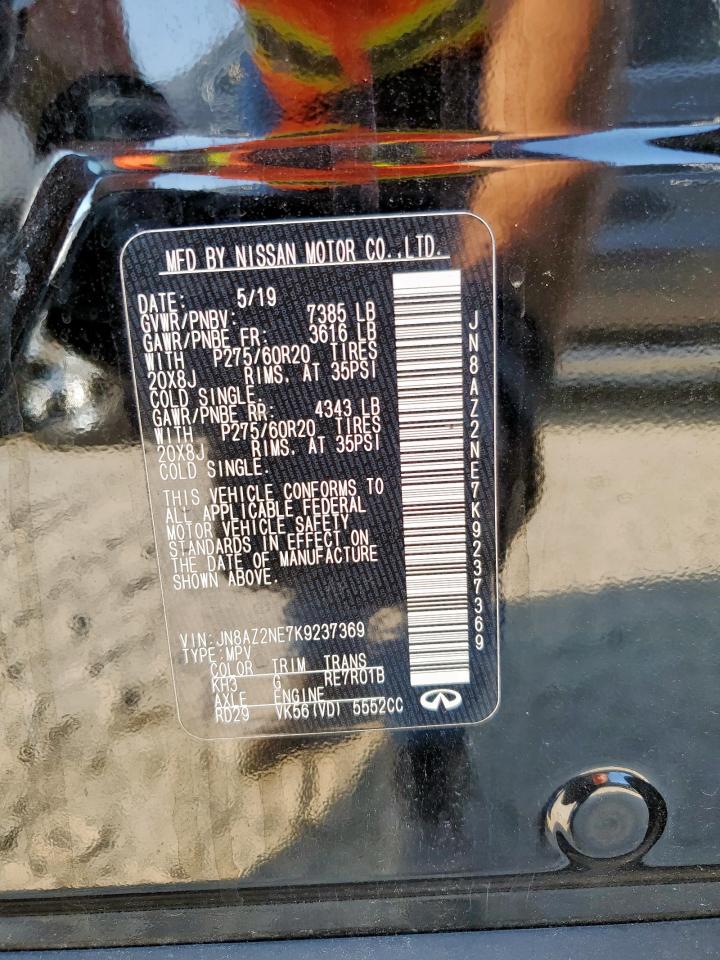 MFD BY NISSAN MOTOR CO.,LTD.
DATE: 5/19
GVWR/PNBV: 7385 LB
GAWR/PNBE FR: 3616 LB
WITH P275/60R20 TIRES
20X8J RIMS, AT 35PSI
COLD SINGLE.
GAWR/PNBE RR: 4343 LB
WITH P275/60R20 TIRES
20X8J RIMS, AT 35PSI
COLD SINGLE.
THIS VEHICLE CONFORMS TO
ALL APPLICABLE FEDERAL
MOTOR VEHICLE SAFETY
STANDARDS IN EFFECT ON
THE DATE OF MANUFACTURE
SHOWN ABOVE.
VIN:JN8AZ2NE7K9237369
TYPE:MPV
COLOR TRIM TRANS
KH3 G RE7R01B
AXLE ENGINE
RD29 VK56(VD) 5552CC
JN8AZ2NE7K9237369